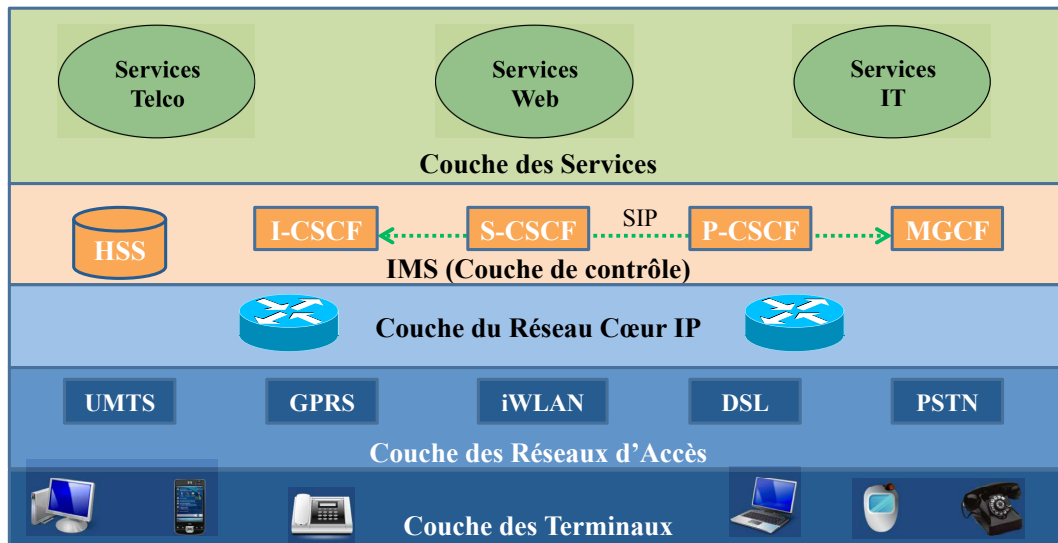 Services
Telco
Services
Web
Services
IT
Couche des Services
HSS
I-CSCF
S-CSCF
SIP
P-CSCF
MGCF
IMS (Couche de contrôle)
Couche du Réseau Cœur IP
UMTS
GPRS
iWLAN
DSL
PSTN
Couche des Réseaux d’Accès
Couche des Terminaux